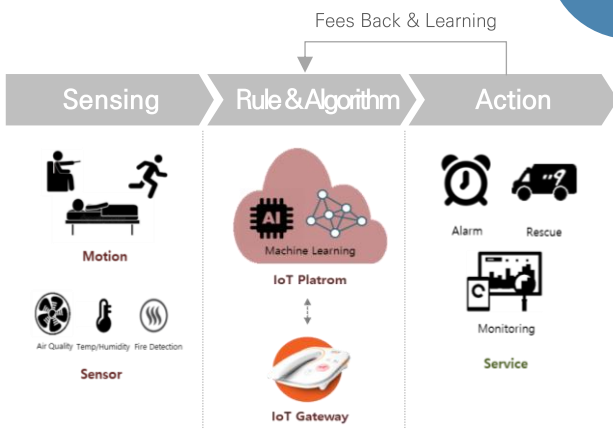 Fees Back & Learning
Sensing
Rule & Algorithm
Action
AI
Machine Learning
Alarm
Rescue
Motion
IoT Platrom
Monitoring
Air Quality
Temp/Humidity
Fire Detection
Service
Sensor
IoT Gateway